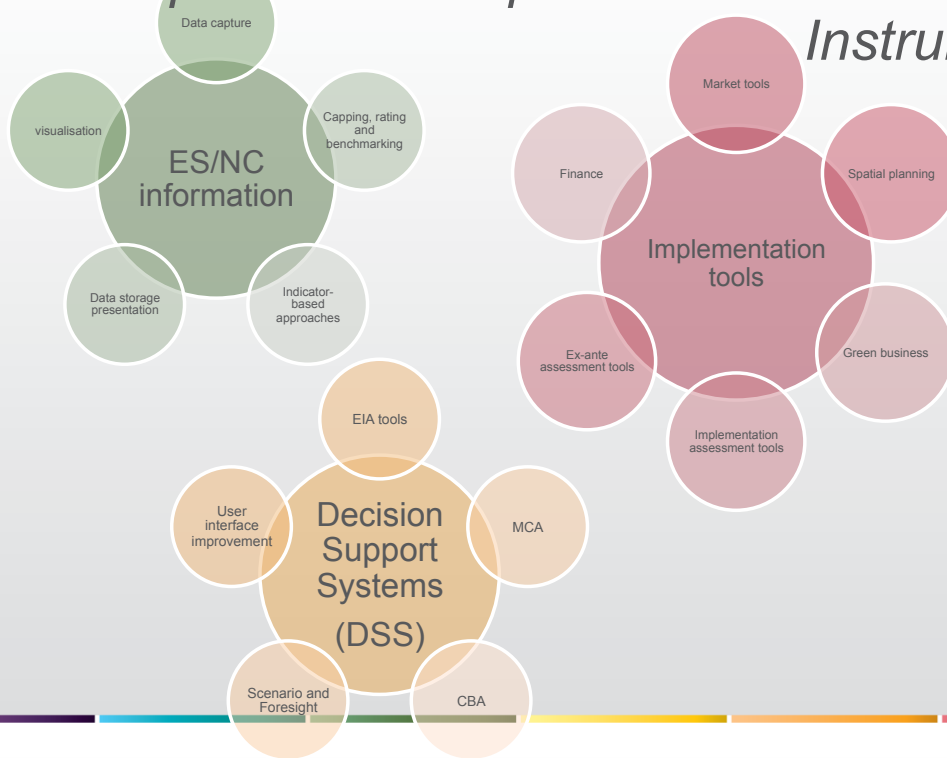 Instru
Data capture
visualisation
Capping, rating
and
benchmarking
ES/NC
information
Data storage
presentation
Indicator-
based
approaches
Market tools
Finance
Spatial planning
Implementation
tools
Ex-ante
assessment tools
Green business
Implementation
assessment tools
EIA tools
User
interface
improvement
MCA
Decision
Support
Systems
(DSS)
Scenario and
Foresight
CBA